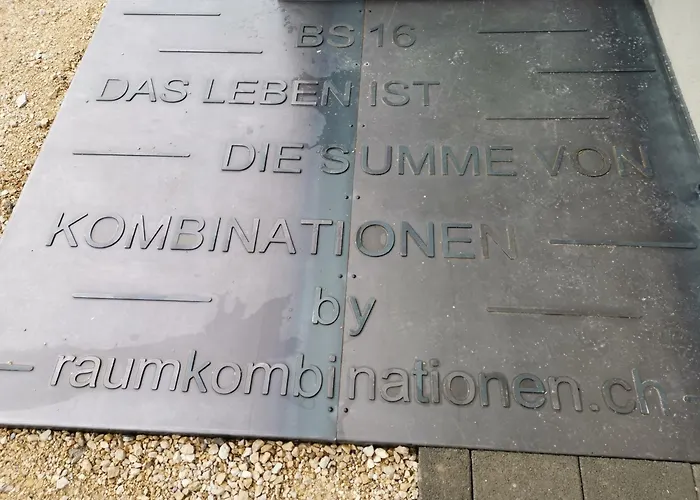 BS 16
DAS LEBEN IST
DIE SUMME VON
KOMBINATIONEN
by
raumkombinationen.ch